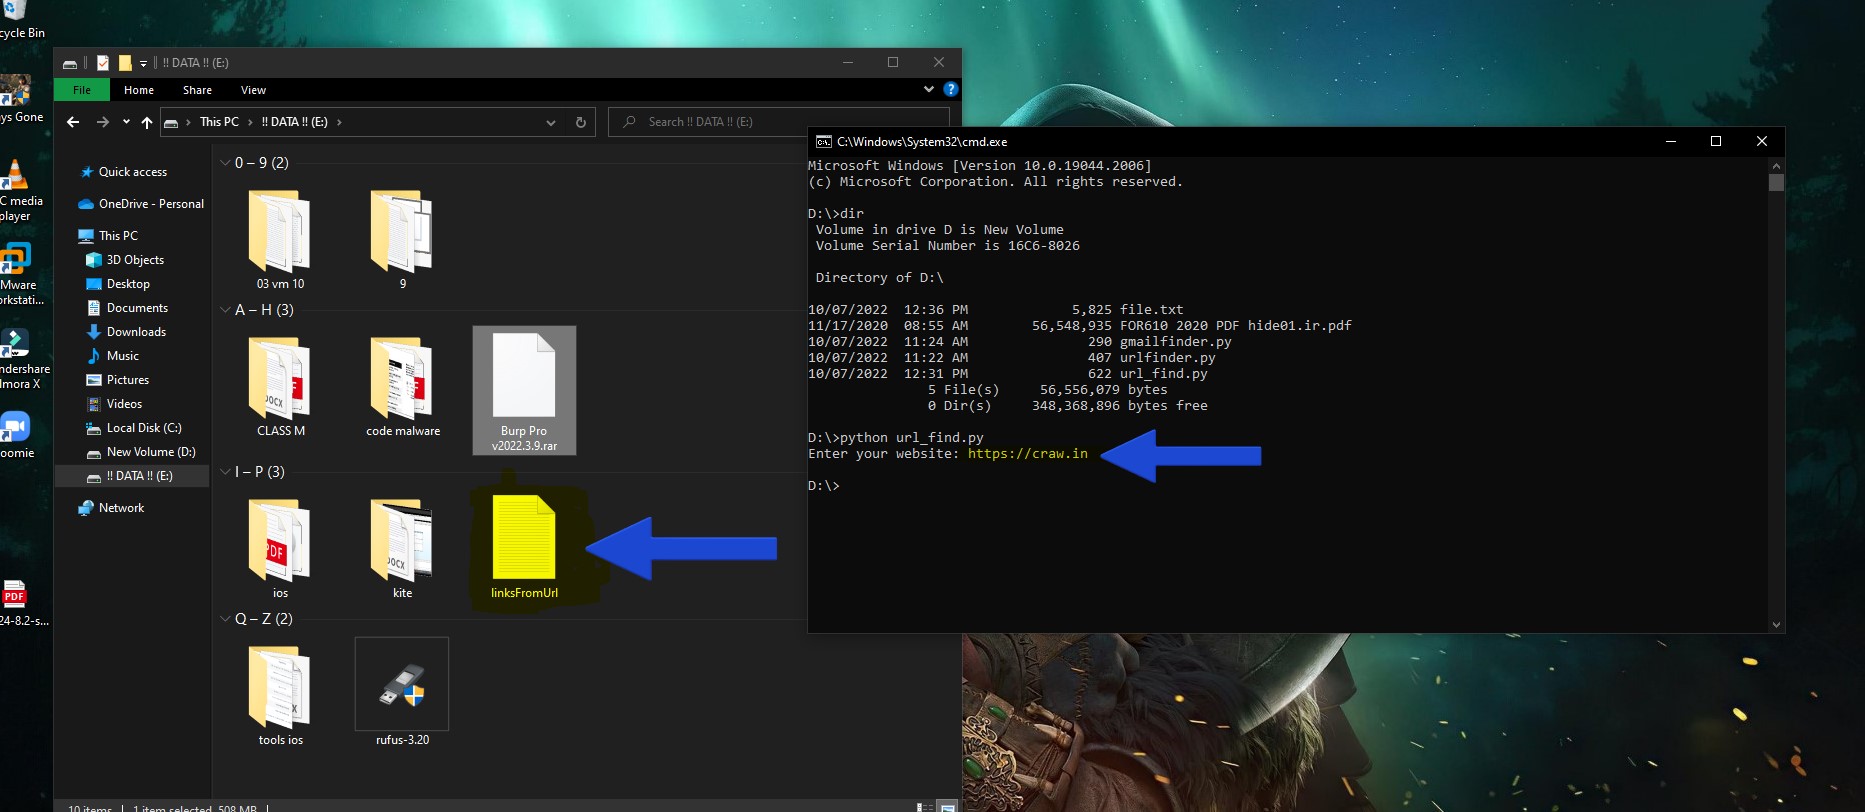 cycle Bin
ys Gone
C media
player
Mware
orkstati...
ndershare
lmora X
oomie
PDF
24-8.2-s...
!! DATA !! (E:)
File Home Share View
This PC > !! DATA !! (E:) >
Search !! DATA !! (E:)
Quick access
OneDrive - Personal
This PC
3D Objects
Desktop
Documents
Downloads
Music
Pictures
Videos
Local Disk (C:)
New Volume (D:)
!! DATA !! (E:)
Network
0 – 9 (2)
03 vm 10
9
A – H (3)
CLASS M
code malware
Burp Pro
v2022.3.9.rar
I – P (3)
ios
kite
linksFromUrl
Q – Z (2)
tools ios
rufus-3.20
10 items 1 item selected 508 MB
C:\Windows\System32\cmd.exe
Microsoft Windows [Version 10.0.19044.2006]
(c) Microsoft Corporation. All rights reserved.
D:\>dir
Volume in drive D is New Volume
Volume Serial Number is 16C6-8026
Directory of D:\
10/07/2022 12:36 PM 5,825 file.txt
11/17/2020 08:55 AM 56,548,935 FOR610 2020 PDF hide01.ir.pdf
10/07/2022 11:24 AM 290 gmailfinder.py
10/07/2022 11:22 AM 407 urlfinder.py
10/07/2022 12:31 PM 622 url_find.py
5 File(s) 56,556,079 bytes
0 Dir(s) 348,368,896 bytes free
D:\>python url_find.py
Enter your website: https://craw.in
D:\>